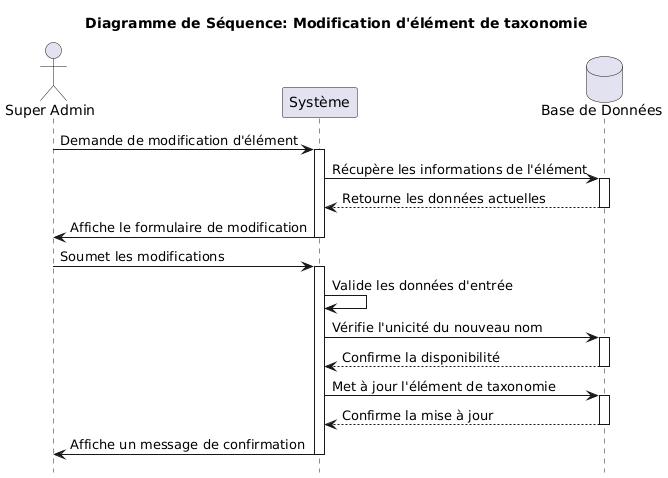 Diagramme de Séquence: Modification d'élément de taxonomie
Super Admin
Système
Base de Données
Demande de modification d'élément
Récupère les informations de l'élément
Retourne les données actuelles
Affiche le formulaire de modification
Soumet les modifications
Valide les données d'entrée
Vérifie l'unicité du nouveau nom
Confirme la disponibilité
Met à jour l'élément de taxonomie
Confirme la mise à jour
Affiche un message de confirmation